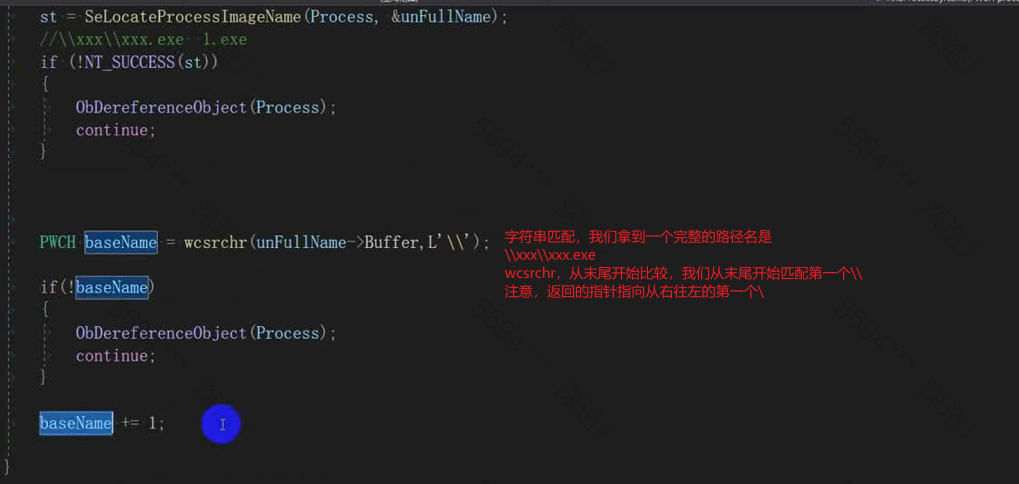 st = SeLocateProcessImageName(Process, &unFullName);
//\\xxx\\xxx.exe  1.exe
if (!NT_SUCCESS(st))
{
ObDereferenceObject(Process);
continue;
}
PWCH baseName = wcsrchr(unFullName->Buffer,L'\\');
字符串匹配，我们拿到一个完整的路径名是
\\xxx\\xxx.exe
wcsrchr，从末尾开始比较，我们从末尾开始匹配第一个\\
注意，返回的指针指向从右往左的第一个\
if(!baseName)
{
ObDereferenceObject(Process);
continue;
}
baseName += 1;
}